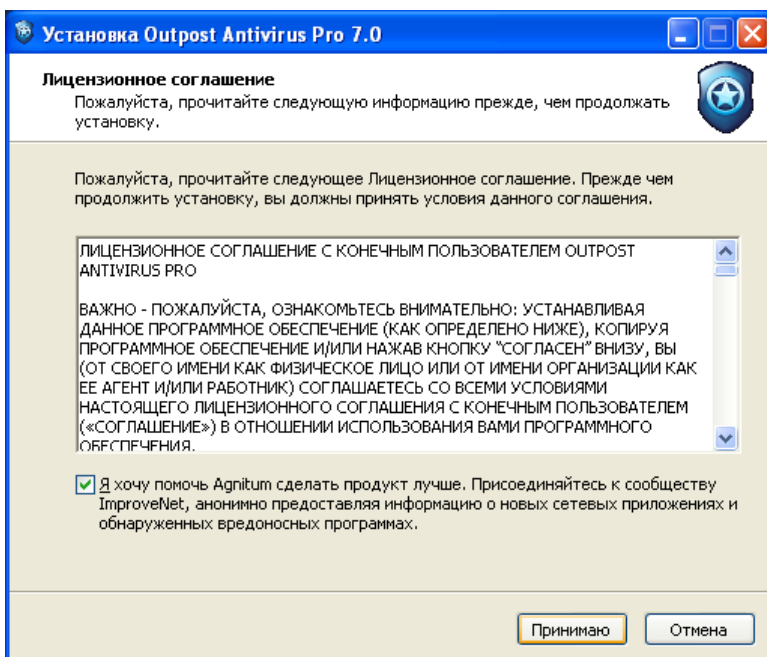 Установка Outpost Antivirus Pro 7.0
Лицензионное соглашение
Пожалуйста, прочитайте следующую информацию прежде, чем продолжать
установку.
Пожалуйста, прочитайте следующее Лицензионное соглашение. Прежде чем
продолжить установку, вы должны принять условия данного соглашения.
ЛИЦЕНЗИОННОЕ СОГЛАШЕНИЕ С КОНЕЧНЫМ ПОЛЬЗОВАТЕЛЕМ OUTPOST
ANTIVIRUS PRO
ВАЖНО - ПОЖАЛУЙСТА, ОЗНАКОМЬТЕСЬ ВНИМАТЕЛЬНО: УСТАНАВЛИВАЯ
ДАННОЕ ПРОГРАММНОЕ ОБЕСПЕЧЕНИЕ (КАК ОПРЕДЕЛЕНО НИЖЕ), КОПИРУЯ
ПРОГРАММНОЕ ОБЕСПЕЧЕНИЕ И/ИЛИ НАЖАВ КНОПКУ "СОГЛАСЕН" ВНИЗУ, ВЫ
(ОТ СВОЕГО ИМЕНИ КАК ФИЗИЧЕСКОЕ ЛИЦО ИЛИ ОТ ИМЕНИ ОРГАНИЗАЦИИ КАК
ЕЕ АГЕНТ И/ИЛИ РАБОТНИК) СОГЛАШАЕТЕСЬ СО ВСЕМИ УСЛОВИЯМИ
НАСТОЯЩЕГО ЛИЦЕНЗИОННОГО СОГЛАШЕНИЯ С КОНЕЧНЫМ ПОЛЬЗОВАТЕЛЕМ
(«СОГЛАШЕНИЕ») В ОТНОШЕНИИ ИСПОЛЬЗОВАНИЯ ВАМИ ПРОГРАММНОГО
ОБЕСПЕЧЕНИЯ.
Я хочу помочь Agnitum сделать продукт лучше. Присоединяйтесь к сообществу
ImproveNet, анонимно предоставляя информацию о новых сетевых приложениях и
обнаруженных вредоносных программах.
Принимаю
Отмена